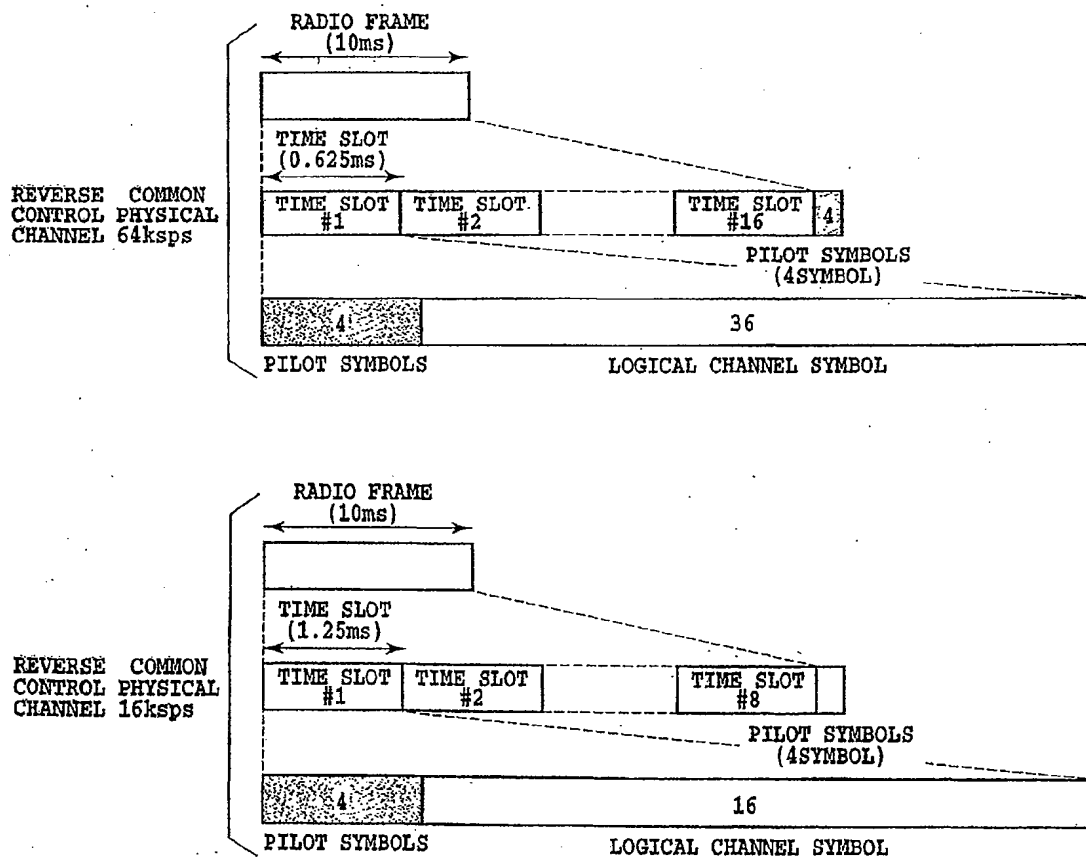 RADIO FRAME
(10ms)
TIME SLOT
(0.625ms)
REVERSE COMMON
CONTROL PHYSICAL
CHANNEL 64ksps
TIME SLOT
#1
TIME SLOT
#2
TIME SLOT
#16
4
PILOT SYMBOLS
(4SYMBOL)
4
36
PILOT SYMBOLS
LOGICAL CHANNEL SYMBOL
RADIO FRAME
(10ms)
TIME SLOT
(1.25ms)
REVERSE COMMON
CONTROL PHYSICAL
CHANNEL 16ksps
TIME SLOT
#1
TIME SLOT
#2
TIME SLOT
#8
PILOT SYMBOLS
(4SYMBOL)
4
16
PILOT SYMBOLS
LOGICAL CHANNEL SYMBOL